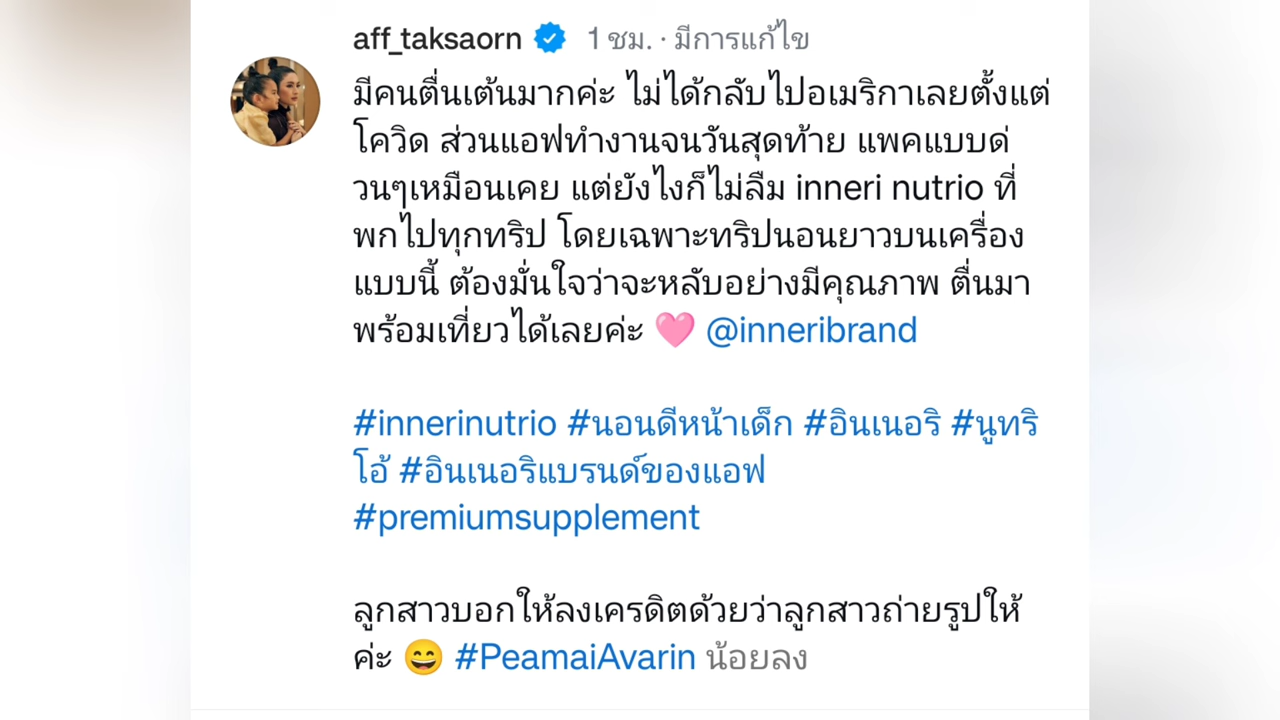 aff_taksaorn 1 ชม. · มีการแก้ไข
มีคนตื่นเต้นมากค่ะ ไม่ได้กลับไปอเมริกาเลยตั้งแต่
โควิด ส่วนแอฟทำงานจนวันสุดท้าย แพคแบบด่
วนๆเหมือนเคย แต่ยังไงก็ไม่ลืม inneri nutrio ที่
พกไปทุกทริป โดยเฉพาะทริปนอนยาวบนเครื่อง
แบบนี้ ต้องมั่นใจว่าจะหลับอย่างมีคุณภาพ ตื่นมา
พร้อมเที่ยวได้เลยค่ะ 🩷 @inneribrand
#innerinutrio #นอนดีหน้าเด็ก #อินเนอริ #นูทริ
โอ้ #อินเนอริแบรนด์ของแอฟ
#premiumsupplement
ลูกสาวบอกให้ลงเครดิตด้วยว่าลูกสาวถ่ายรูปให้
ค่ะ 😄 #PeamaiAvarin น้อยลง